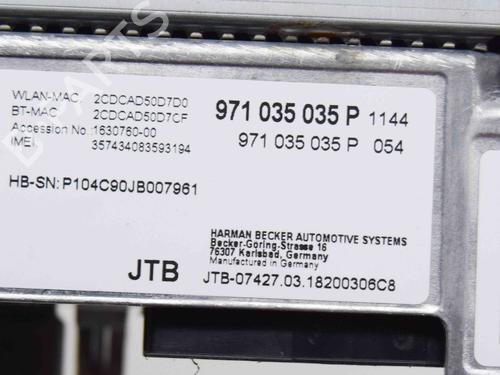 WLAN-MAC: 2CDCAD50D7D0
BT-MAC: 2CDCAD50D7CF
Accession No.: 1630760-00
IMEI: 357434083593194
971 035 035 P 1144
971 035 035 P 054
HB-SN: P104C90JB007961
HARMAN BECKER AUTOMOTIVE SYSTEMS
Becker-Göring-Strasse 16
76307 Karlsbad, Germany
Manufactured in Germany
JTB
JTB-07427.03.18200306C8